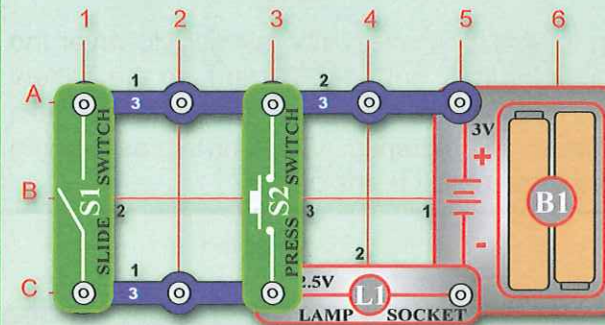 1 2 3 4 5 6
A
1 2
3 3
3V
+
B
S1
SLIDE SWITCH
2
S2
PRESS SWITCH
3
1
B1
-
2
C
1
3
2.5V
L1
LAMP SOCKET